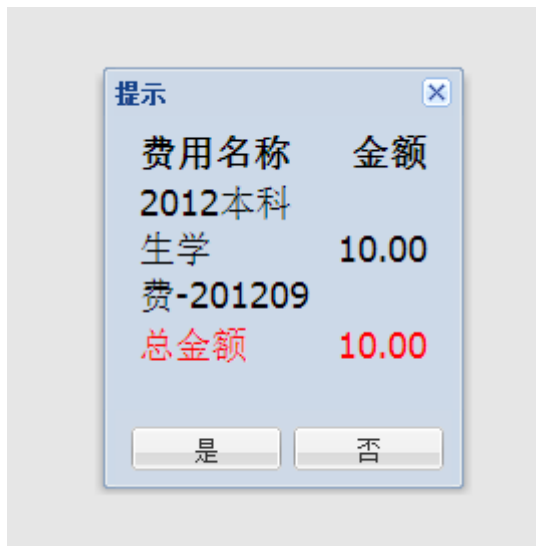 提示
费用名称 金额
2012本科
生学 10.00
费-201209
总金额 10.00
是 否